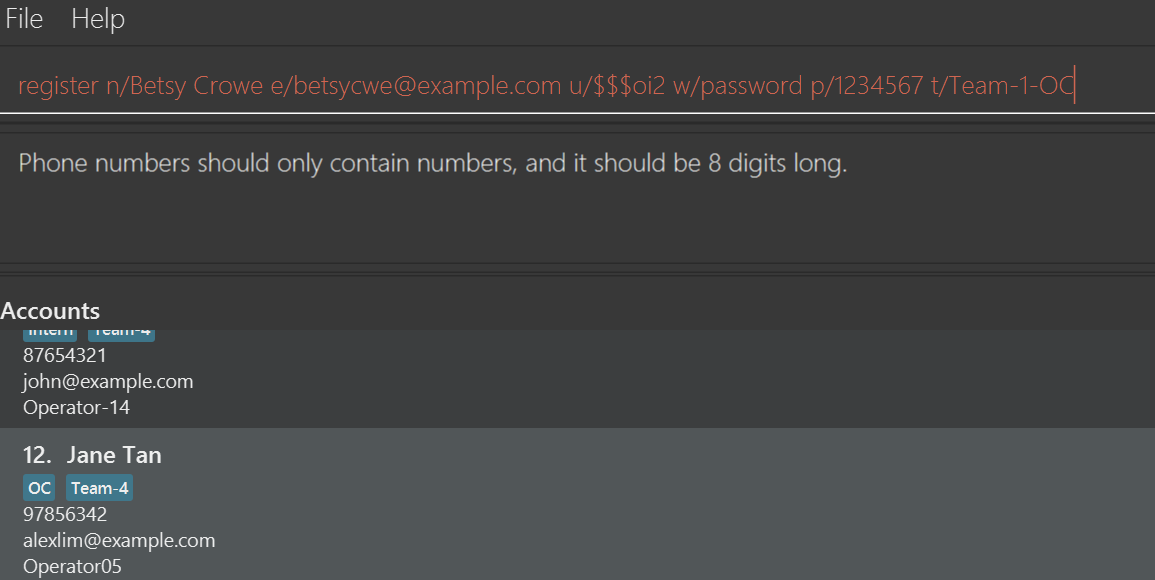 File Help
register n/Betsy Crowe e/betsycwe@example.com u/$$$oi2 w/password p/1234567 t/Team-1-OC
Phone numbers should only contain numbers, and it should be 8 digits long.
Accounts
Intern Team-4
87654321
john@example.com
Operator-14
12. Jane Tan
OC Team-4
97856342
alexlim@example.com
Operator05